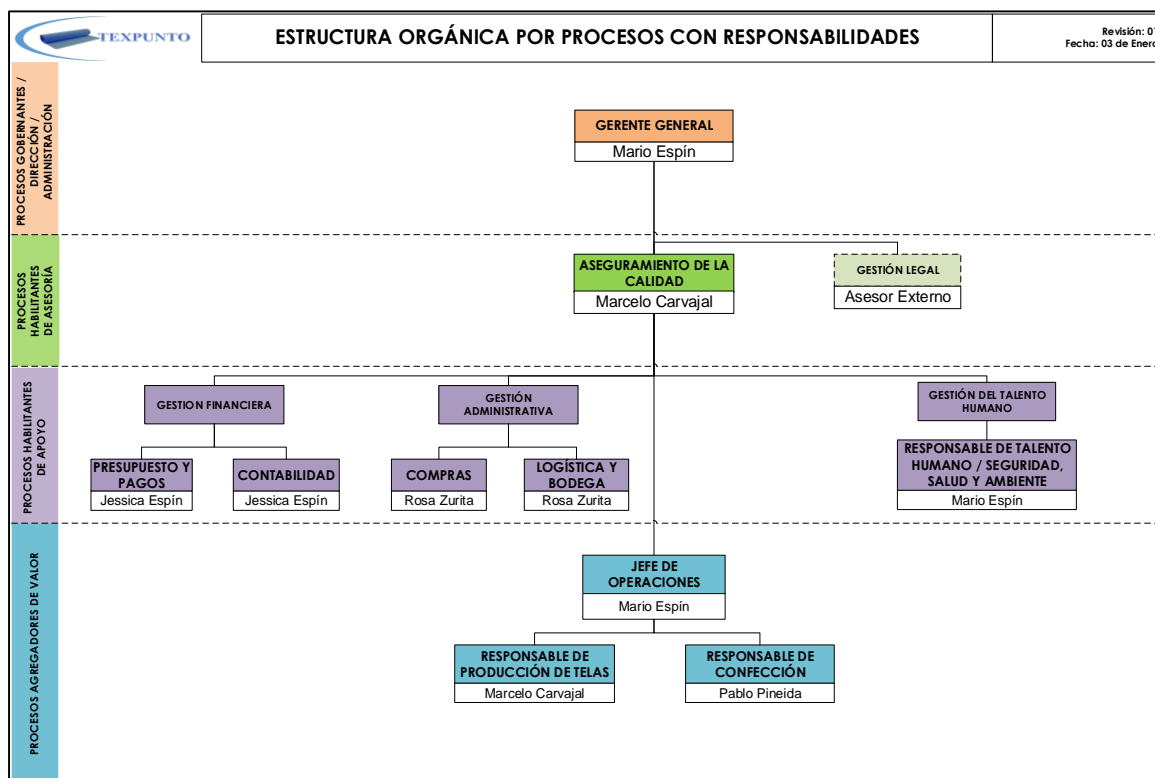 TEXPUNTO
ESTRUCTURA ORGÁNICA POR PROCESOS CON RESPONSABILIDADES
Revisión: 01
Fecha: 03 de Enero
PROCESOS GOBERNANTES /
DIRECCIÓN /
ADMINISTRACIÓN
GERENTE GENERAL
Mario Espín
PROCESOS
HABILITANTES
DE ASESORÍA
ASEGURAMIENTO DE LA
CALIDAD
Marcelo Carvajal
GESTIÓN LEGAL
Asesor Externo
PROCESOS HABILITANTES
DE APOYO
GESTION FINANCIERA
GESTIÓN
ADMINISTRATIVA
GESTIÓN DEL TALENTO
HUMANO
PRESUPUESTO Y
PAGOS
Jessica Espín
CONTABILIDAD
Jessica Espín
COMPRAS
Rosa Zurita
LOGÍSTICA Y
BODEGA
Rosa Zurita
RESPONSABLE DE TALENTO
HUMANO / SEGURIDAD,
SALUD Y AMBIENTE
Mario Espín
PROCESOS AGREGADORES DE VALOR
JEFE DE
OPERACIONES
Mario Espín
RESPONSABLE DE
PRODUCCIÓN DE TELAS
Marcelo Carvajal
RESPONSABLE DE
CONFECCIÓN
Pablo Pineida